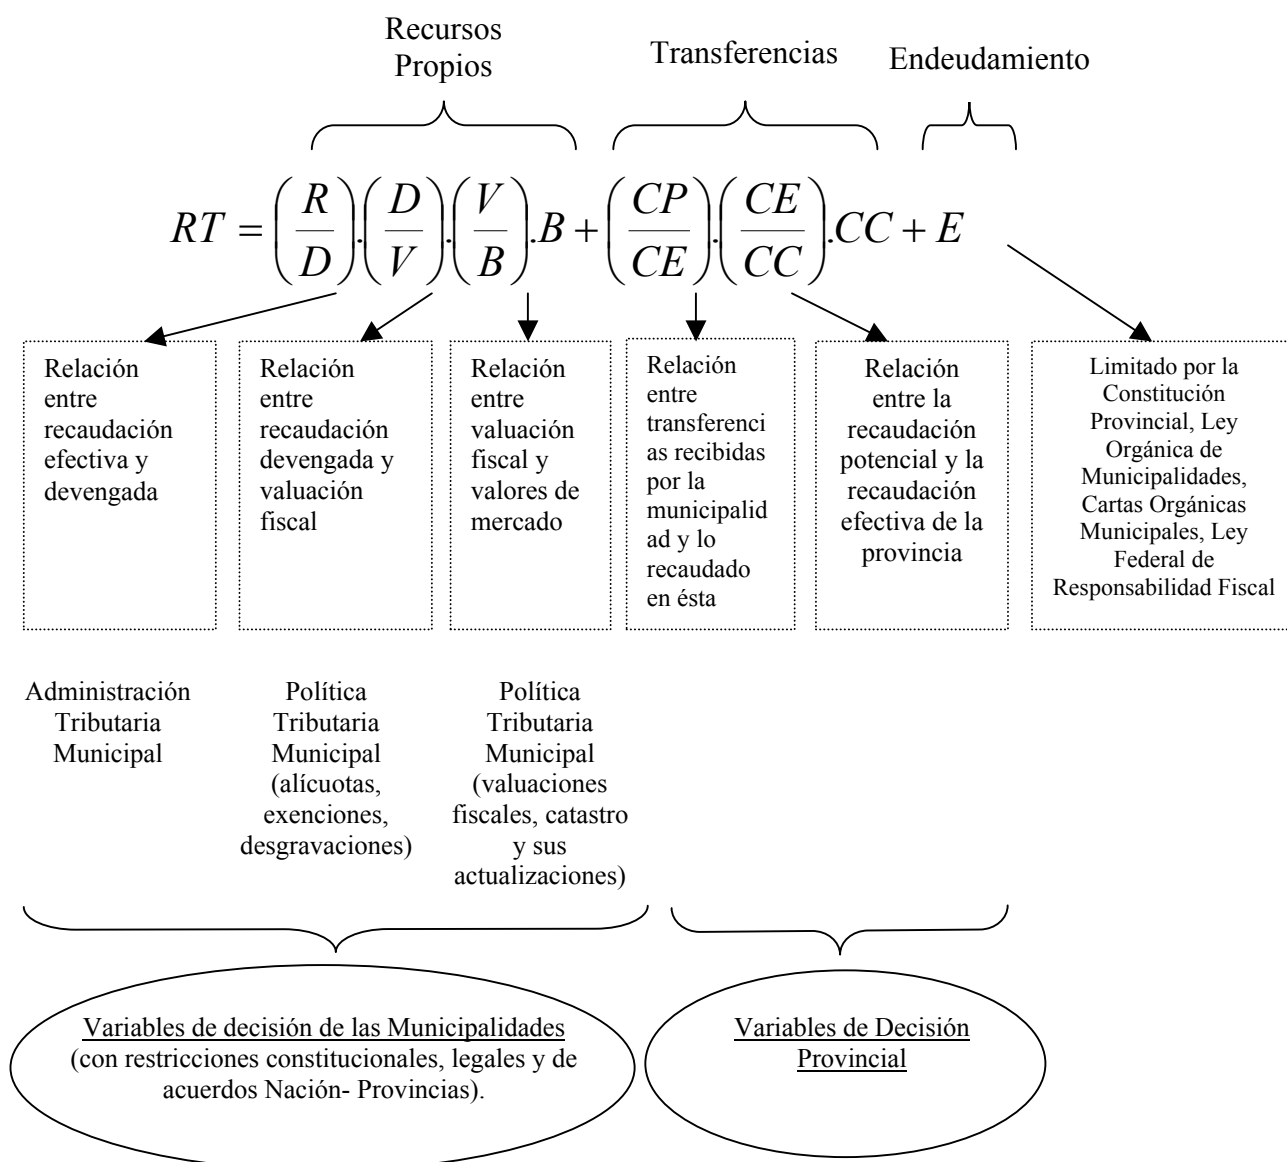 Recursos
Propios
Transferencias
Endeudamiento
RT = (R/D).(D/V).(V/B).B + (CP/CE).(CE/CC).CC + E
Relación
entre
recaudación
efectiva y
devengada
Relación
entre
recaudación
devengada y
valuación
fiscal
Relación
entre
valuación
fiscal y
valores de
mercado
Relación
entre
transferenci
as recibidas
por la
municipalid
ad y lo
recaudado
en ésta
Relación
entre la
recaudación
potencial y la
recaudación
efectiva de la
provincia
Limitado por la
Constitución
Provincial, Ley
Orgánica de
Municipalidades,
Cartas Orgánicas
Municipales, Ley
Federal de
Responsabilidad Fiscal
Administración
Tributaria
Municipal
Política
Tributaria
Municipal
(alícuotas,
exenciones,
desgravaciones)
Política
Tributaria
Municipal
(valuaciones
fiscales, catastro
y sus
actualizaciones)
Variables de decisión de las Municipalidades
(con restricciones constitucionales, legales y de
acuerdos Nación- Provincias).
Variables de Decisión
Provincial